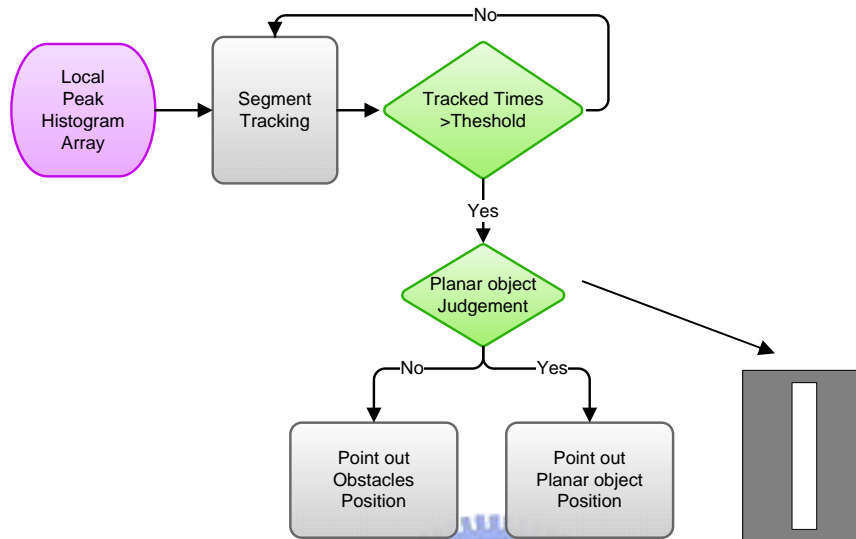 No
Local
Peak
Histogram
Array
Segment
Tracking
Tracked Times
>Theshold
Yes
Planar object
Judgement
No
Yes
Point out
Obstacles
Position
Point out
Planar object
Position